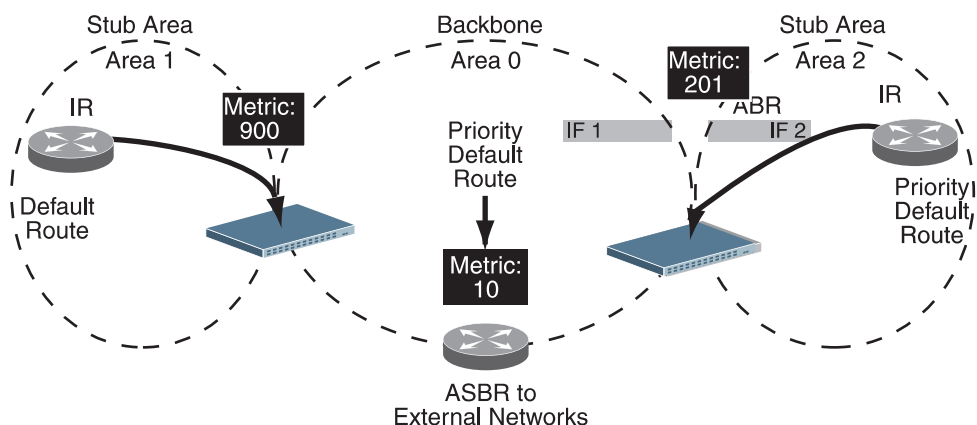 Stub Area
Area 1
IR
Default
Route
Metric:
900
Backbone
Area 0
Priority
Default
Route
Metric:
10
ASBR to
External Networks
Stub Area
Area 2
Metric:
201
ABR
IF 1
IF 2
IR
Priority
Default
Route